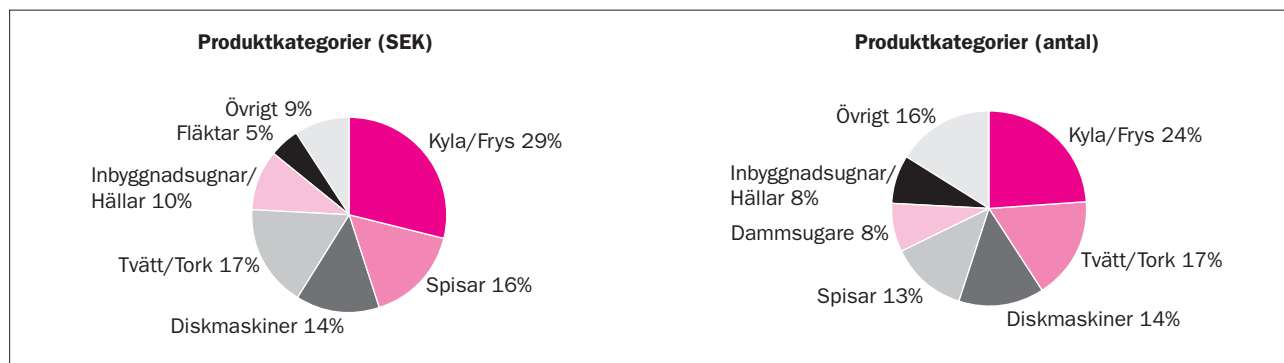 Produktkategorier (SEK)
Övrigt 9%
Fläktar 5%
Kyla/Frys 29%
Inbyggnadsugnar/
Hällar 10%
Tvätt/Tork 17%
Spisar 16%
Diskmaskiner 14%
Produktkategorier (antal)
Övrigt 16%
Kyla/Frys 24%
Inbyggnadsugnar/
Hällar 8%
Dammsugare 8%
Tvätt/Tork 17%
Spisar 13%
Diskmaskiner 14%